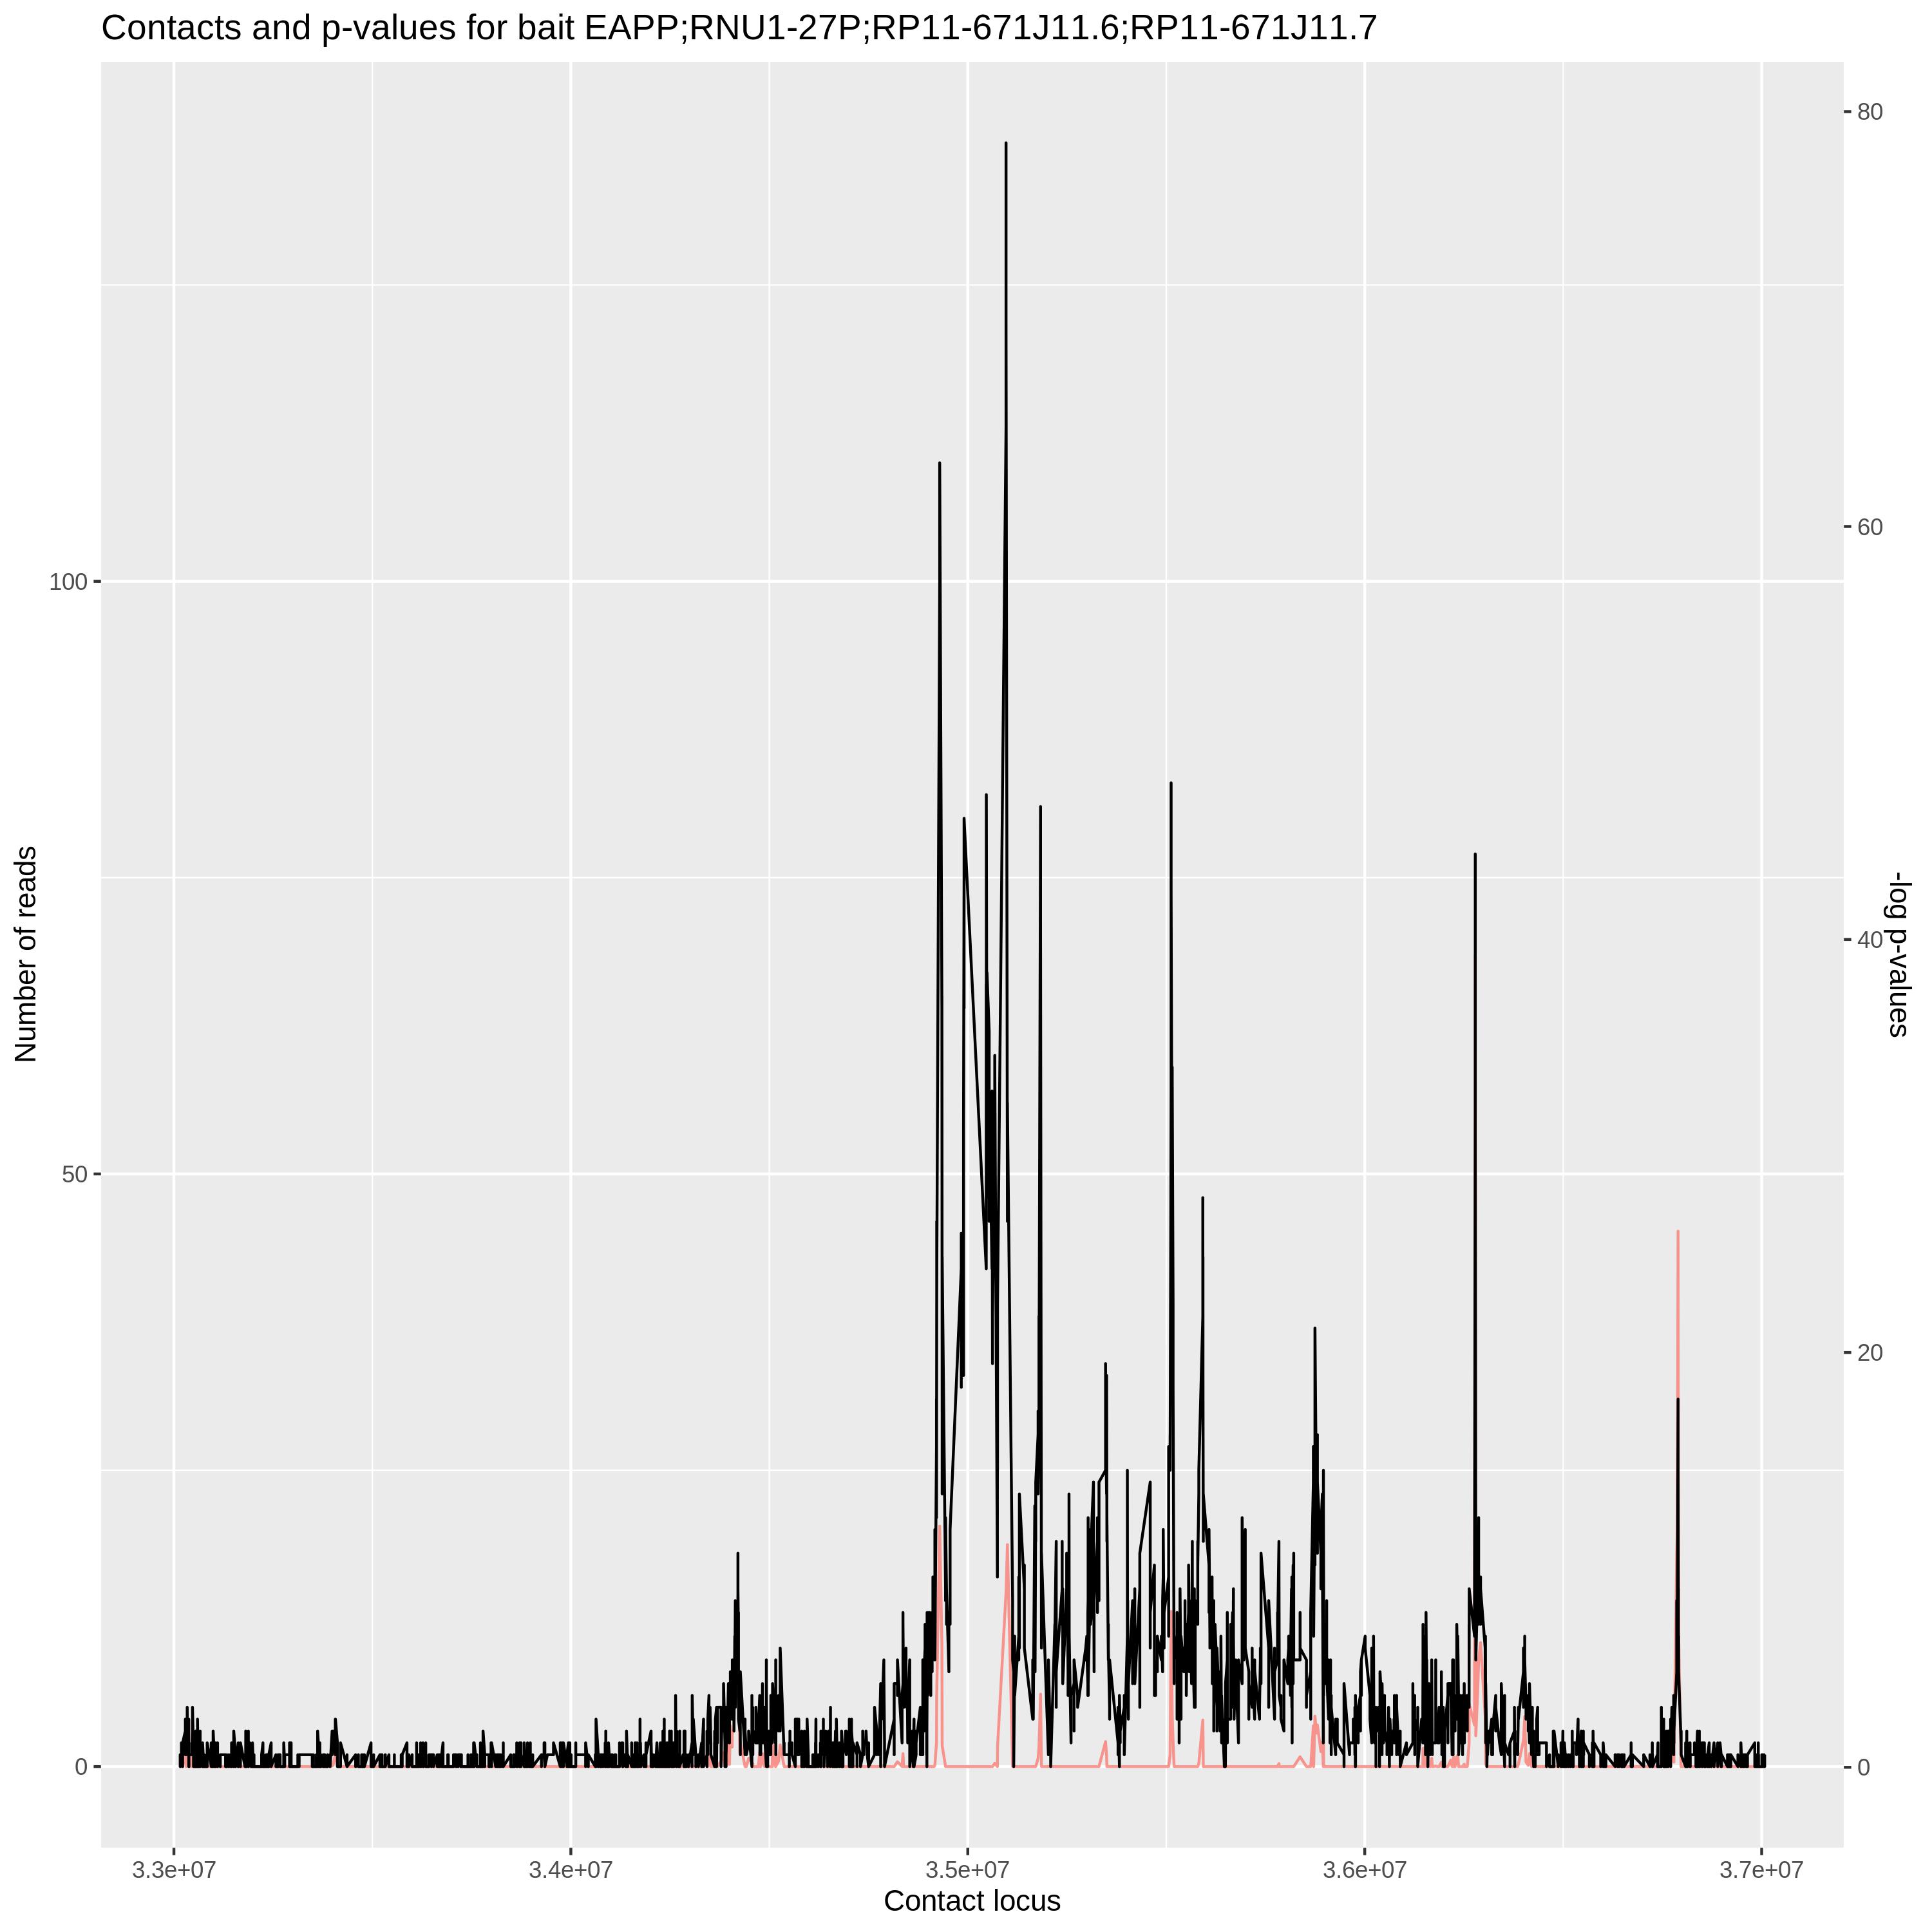 Contacts and p-values for bait EAPP;RNU1-27P;RP11-671J11.6;RP11-671J11.7
80
60
100
Number of reads
-log p-values
40
50
20
0
0
3.3e+07
3.4e+07
3.5e+07
3.6e+07
3.7e+07
Contact locus